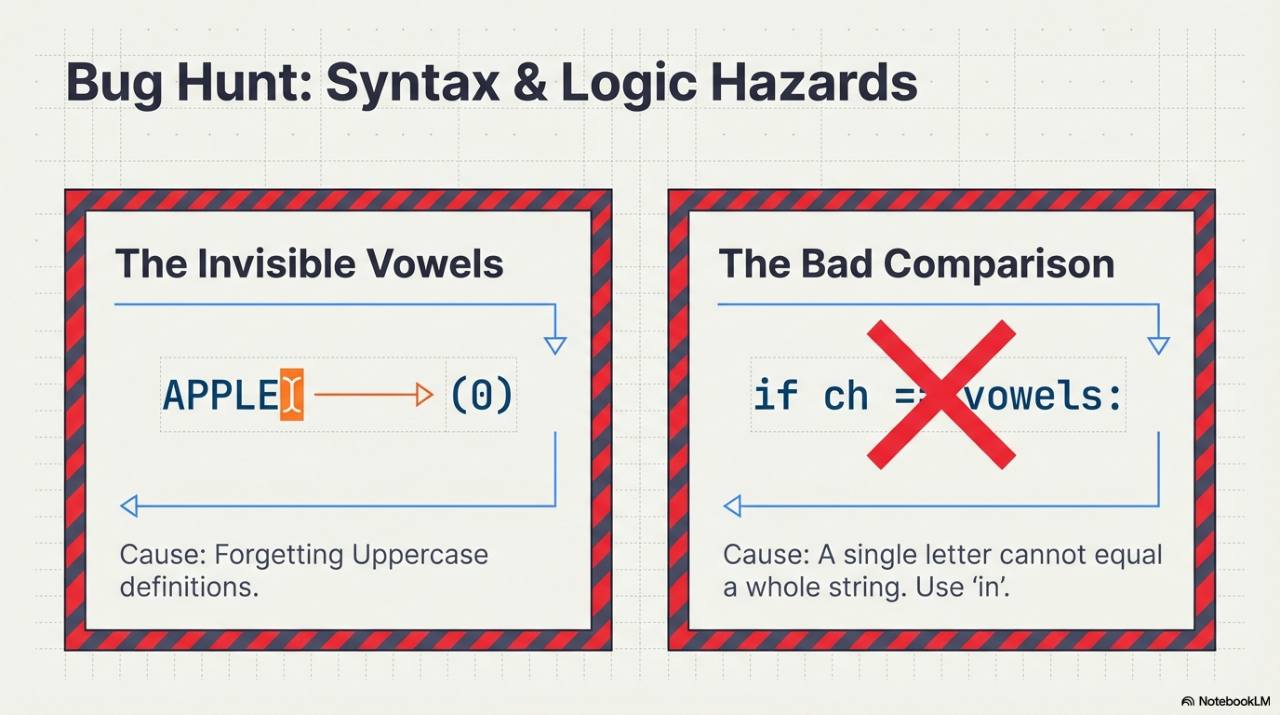 Bug Hunt: Syntax & Logic Hazards
The Invisible Vowels
APPLE
(0)
Cause: Forgetting Uppercase
definitions.
The Bad Comparison
if ch == vowels:
Cause: A single letter cannot equal
a whole string. Use ‘in’.
NotebookLM